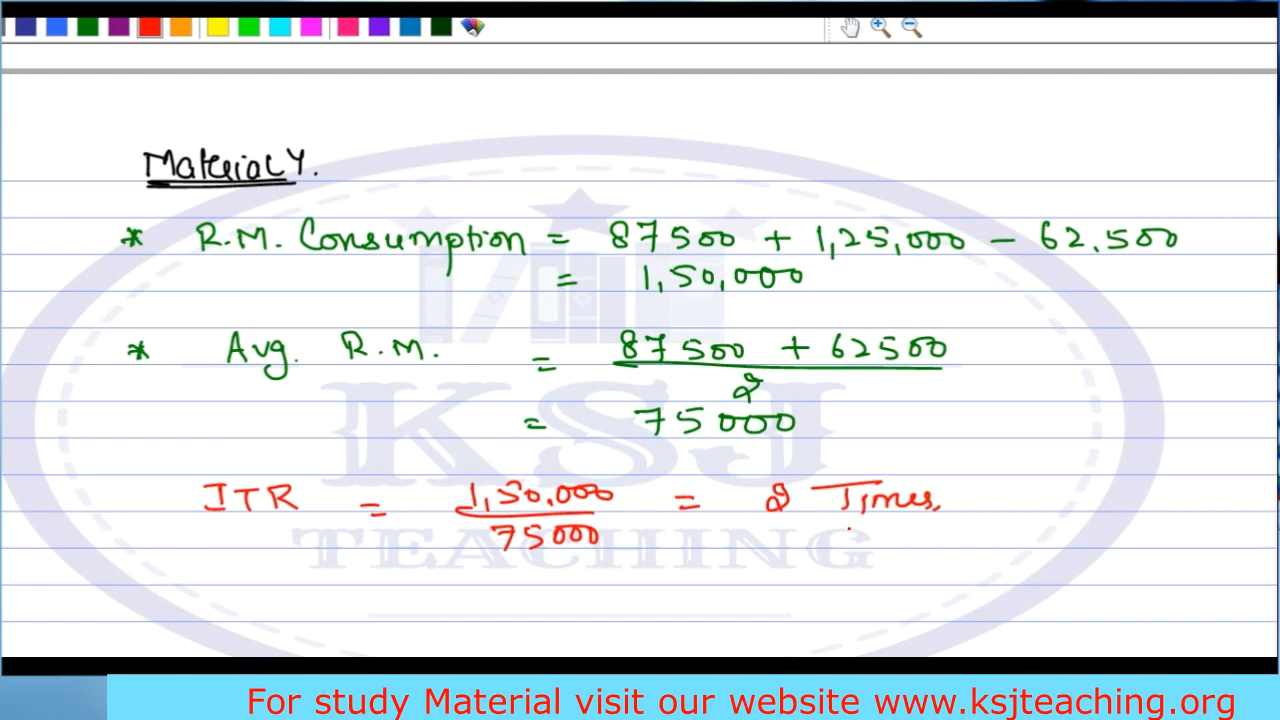 Material Y.
* R.M. Consumption = 87500 + 1,25,000 - 62.500
= 1,50,000
* Avg. R.M. = 87500 + 62500
2
= 75000
ITR = 1,50,000 = 2 Times.
75000
KSJ
TEACHING
For study Material visit our website www.ksjteaching.org